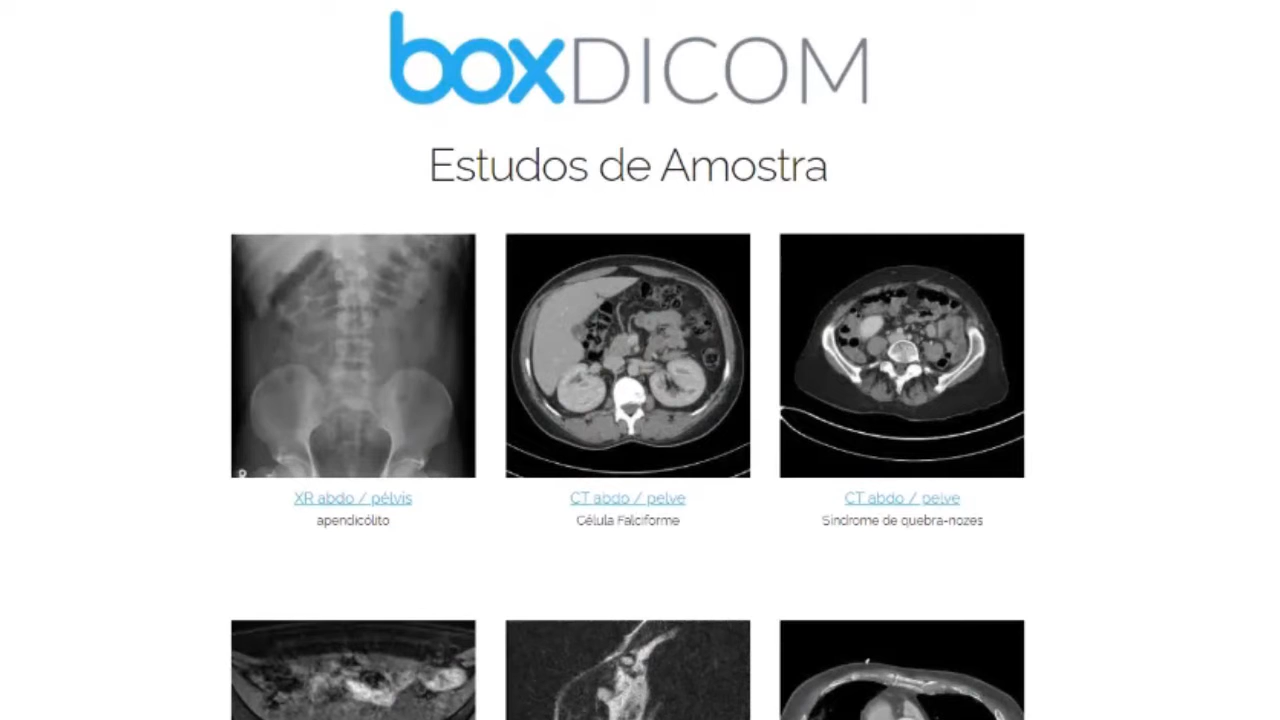 boxDICOM
Estudos de Amostra
XR abdo / pélvis
apendicólito
CT abdo / pelve
Célula Falciforme
CT abdo / pelve
Síndrome de quebra-nozes